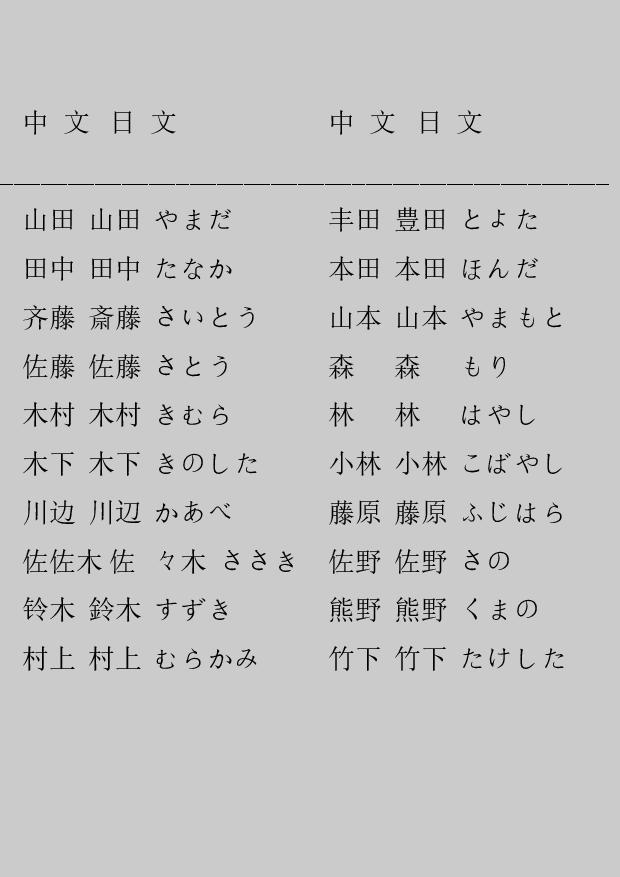 中 文 日 文 中 文 日 文
山田 山田 やまだ 丰田 豊田 とよた
田中 田中 たなか 本田 本田 ほんだ
齐藤 斎藤 さいとう 山本 山本 やまもと
佐藤 佐藤 さとう 森 森 もり
木村 木村 きむら 林 林 はやし
木下 木下 きのした 小林 小林 こばやし
川边 川辺 かあべ 藤原 藤原 ふじはら
佐佐木 佐 々木 ささき 佐野 佐野 さの
铃木 鈴木 すずき 熊野 熊野 くまの
村上 村上 むらかみ 竹下 竹下 たけした